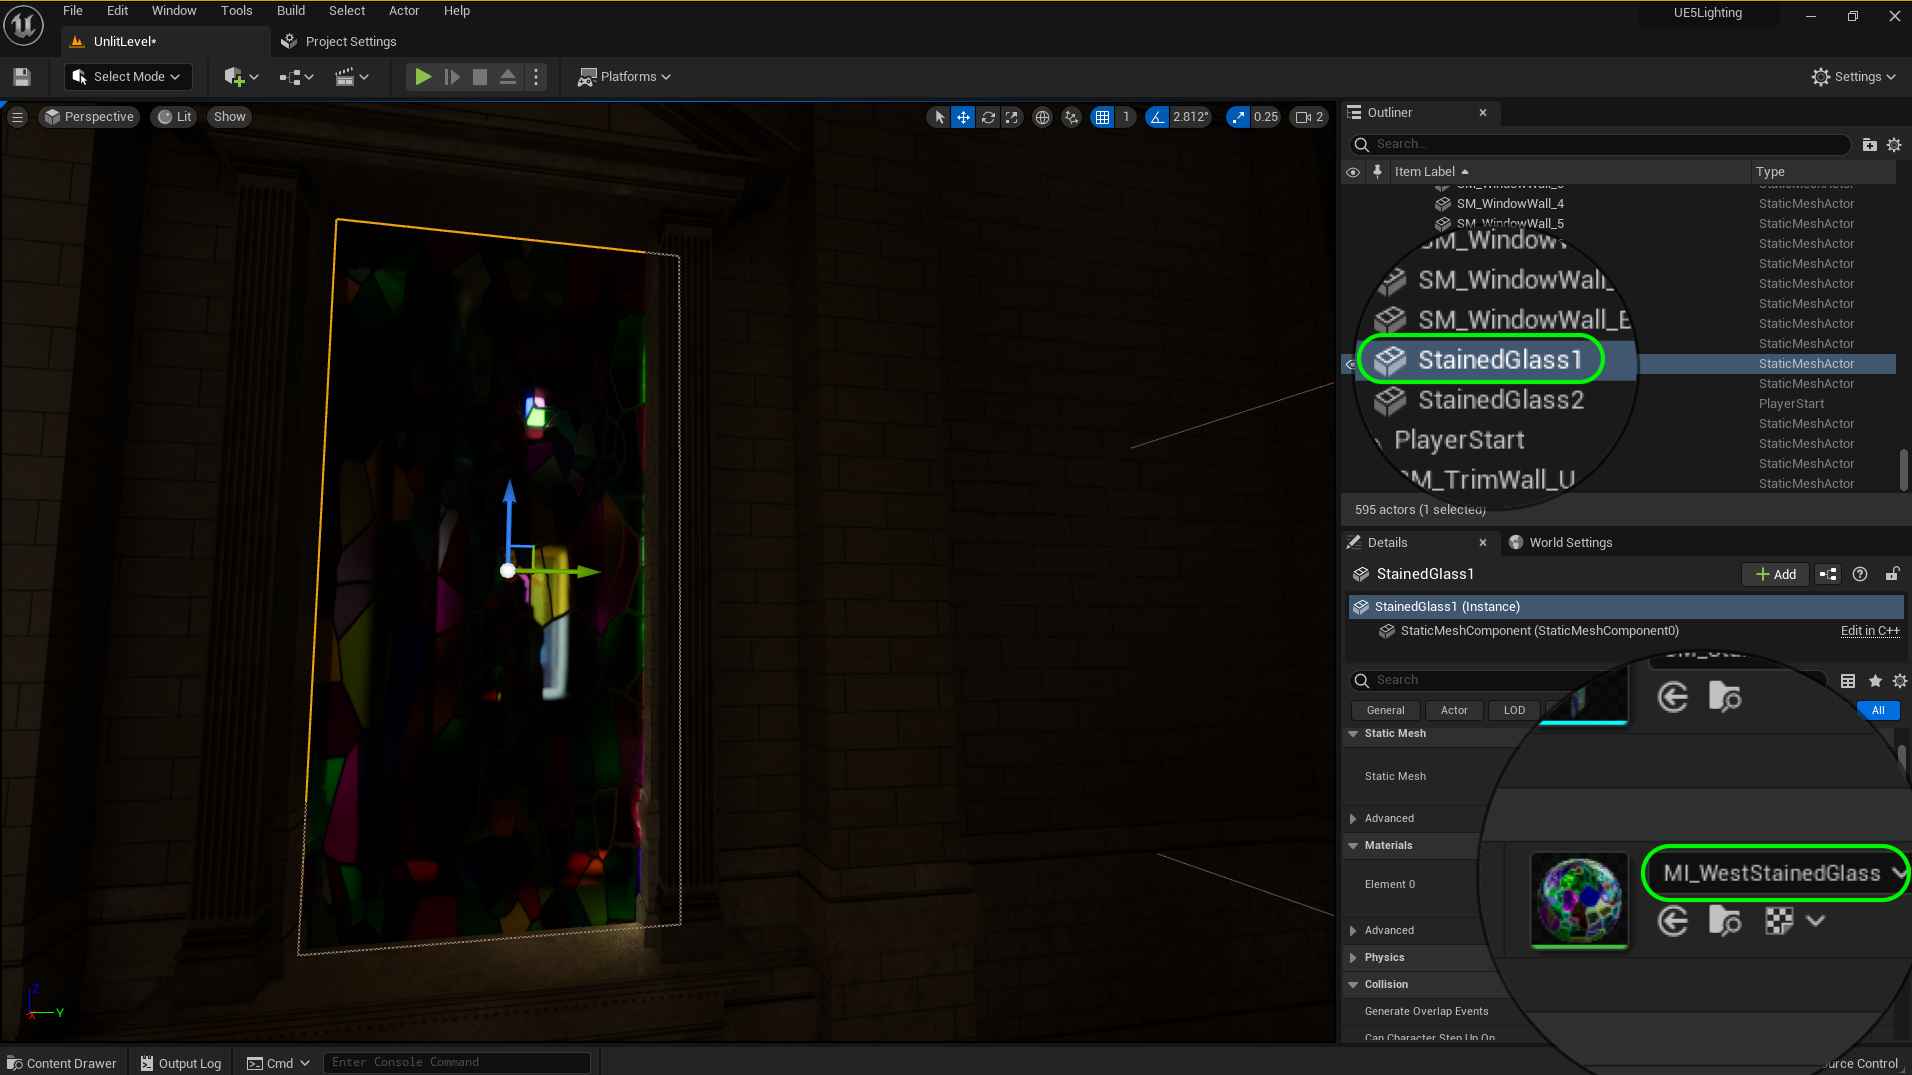 File Edit Window Tools Build Select Actor Help
UE5Lighting
UnlitLevel*
Project Settings
Select Mode
Platforms
Settings
Perspective
Lit
Show
1
2.812°
0.25
2
Outliner
Search...
Item Label
Type
StaticMeshActor
SM_WindowWall_4 StaticMeshActor
SM_WindowWall_5 StaticMeshActor
StaticMeshActor
SM_WindowWall_ StaticMeshActor
StaticMeshActor
StaticMeshActor
SM_WindowWall_E StaticMeshActor
StaticMeshActor
StainedGlass1 StaticMeshActor
StaticMeshActor
StainedGlass2 PlayerStart
StaticMeshActor
PlayerStart StaticMeshActor
StaticMeshActor
SM_TrimWall_U StaticMeshActor
595 actors (1 selected)
Details
World Settings
StainedGlass1
Add
StainedGlass1 (Instance)
StaticMeshComponent (StaticMeshComponent0)
Edit in C++
Search
General
Actor
LOD
All
Static Mesh
Static Mesh
Advanced
Materials
Element 0
MI_WestStainedGlass
Advanced
Physics
Collision
Generate Overlap Events
Can Character Step Up On
Z
Y
X
Content Drawer
Output Log
Cmd
Enter Console Command
ource Control